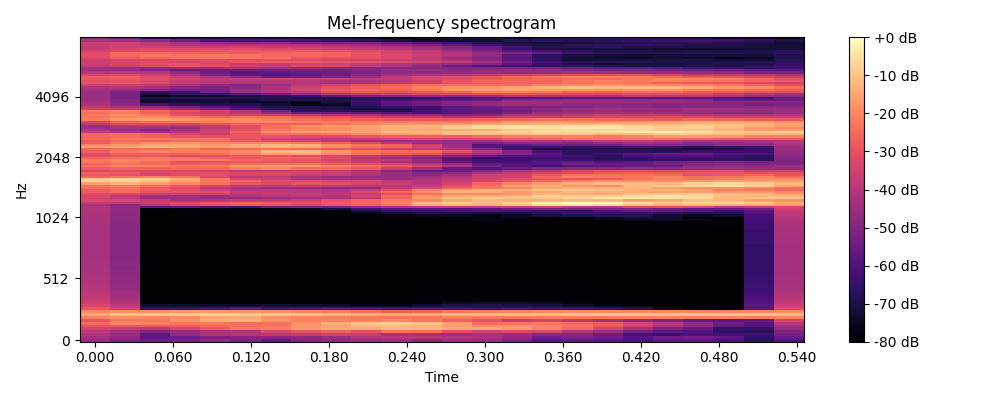 Mel-frequency spectrogram
+0 dB
-10 dB
-20 dB
-30 dB
-40 dB
-50 dB
-60 dB
-70 dB
-80 dB
Hz
4096
2048
1024
512
0
0.000 0.060 0.120 0.180 0.240 0.300 0.360 0.420 0.480 0.540
Time